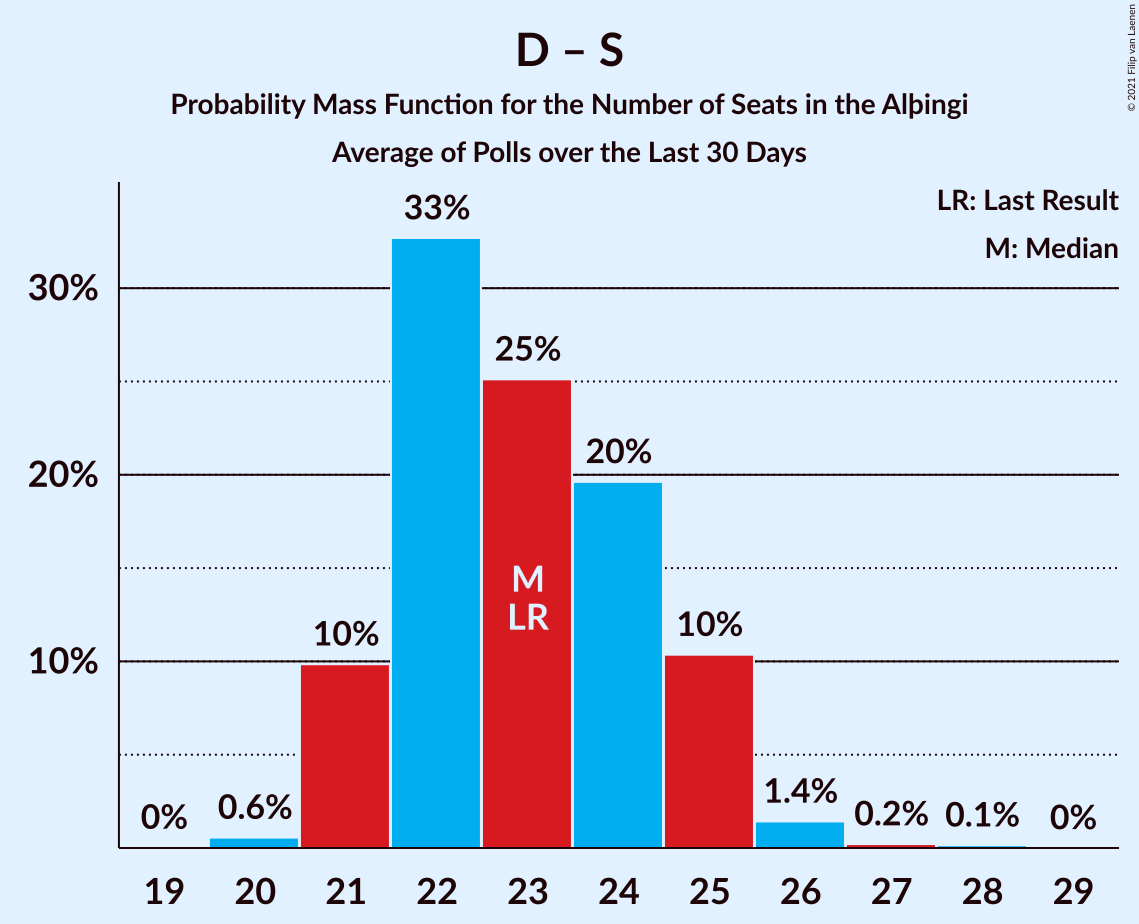 D – S
Probability Mass Function for the Number of Seats in the Alþingi
Average of Polls over the Last 30 Days
© 2021 Filip van Laenen
LR: Last Result
M: Median
30%
20%
10%
0%
0.6%
10%
33%
25%
20%
10%
1.4%
0.2%
0.1%
0%
M
LR
19 20 21 22 23 24 25 26 27 28 29